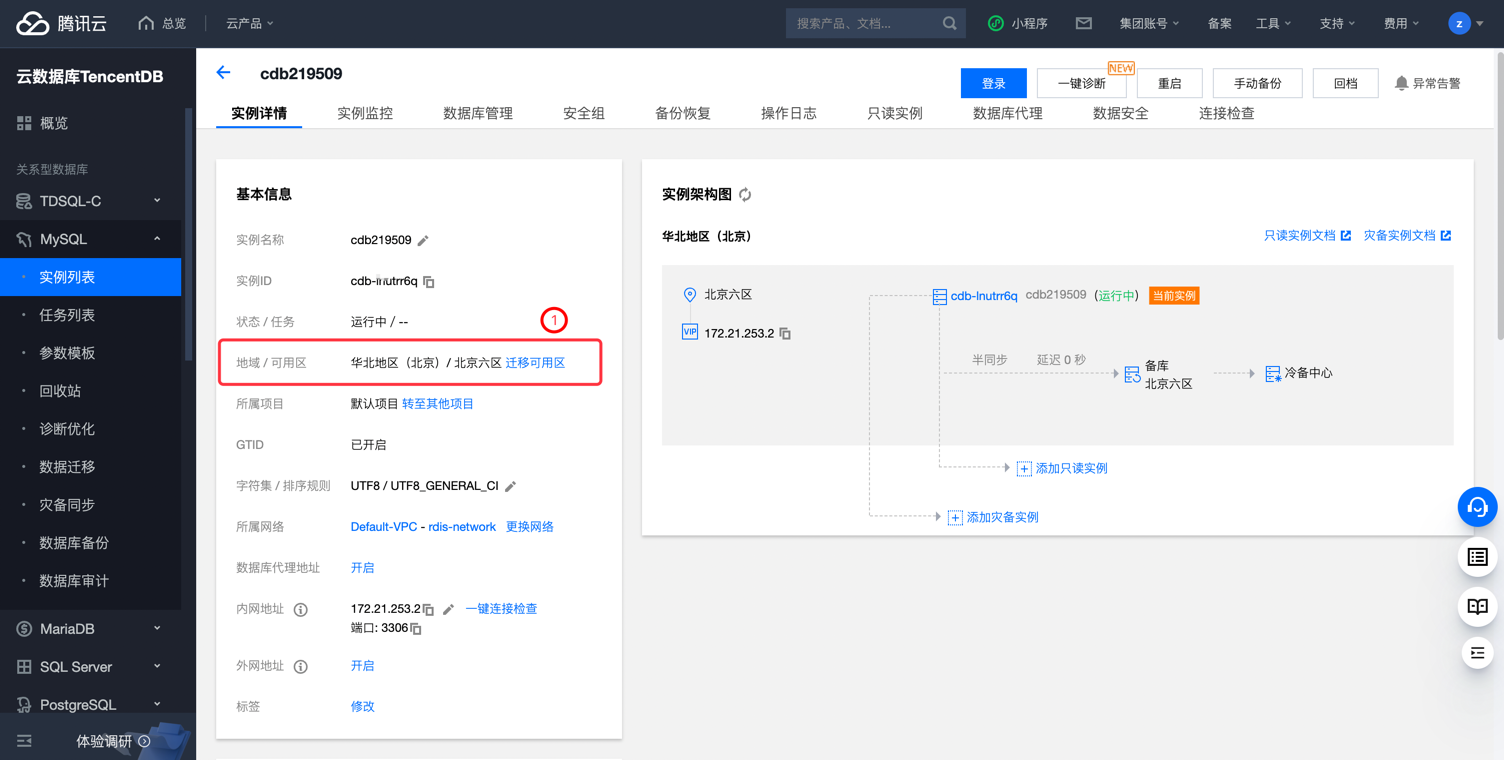 腾讯云 总览 云产品 搜索产品、文档... 小程序 集团账号 备案 工具 支持 费用 z
云数据库TencentDB
概览
关系型数据库
TDSQL-C
MySQL
实例列表
任务列表
参数模板
回收站
诊断优化
数据迁移
灾备同步
数据库备份
数据库审计
MariaDB
SQL Server
PostgreSQL
体验调研
cdb219509
登录 一键诊断 NEW 重启 手动备份 回档 异常告警
实例详情 实例监控 数据库管理 安全组 备份恢复 操作日志 只读实例 数据库代理 数据安全 连接检查
基本信息
实例名称 cdb219509
实例ID cdb-lnutrr6q
状态 / 任务 运行中 / --
1
地域 / 可用区 华北地区（北京）/ 北京六区 迁移可用区
所属项目 默认项目 转至其他项目
GTID 已开启
字符集 / 排序规则 UTF8 / UTF8_GENERAL_CI
所属网络 Default-VPC - rdis-network 更换网络
数据库代理地址 开启
内网地址 172.21.253.2 一键连接检查
端口: 3306
外网地址 开启
标签 修改
实例架构图
华北地区（北京） 只读实例文档 灾备实例文档
北京六区
VIP 172.21.253.2
cdb-lnutrr6q cdb219509 （运行中） 当前实例
半同步 延迟 0 秒
备库
北京六区
冷备中心
添加只读实例
添加灾备实例